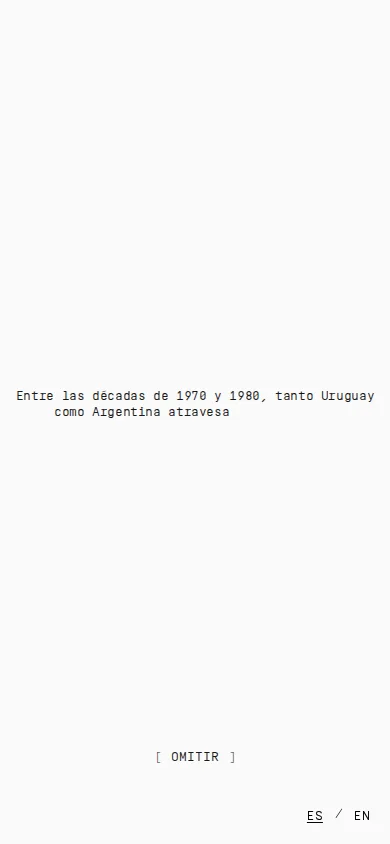 Entre las décadas de 1970 y 1980, tanto Uruguay
como Argentina atravesa
[ OMITIR ]
ES / EN